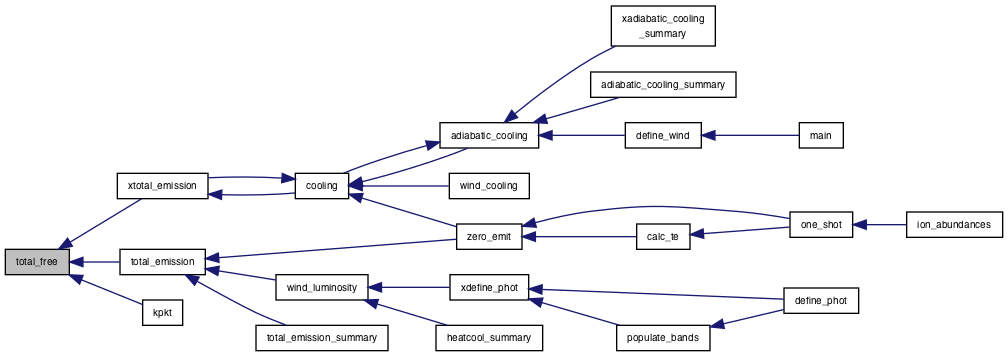 xadiabatic_cooling
_summary
adiabatic_cooling_summary
adiabatic_cooling
define_wind
main
xtotal_emission
cooling
wind_cooling
zero_emit
calc_te
one_shot
ion_abundances
total_free
total_emission
wind_luminosity
xdefine_phot
define_phot
kpkt
total_emission_summary
heatcool_summary
populate_bands